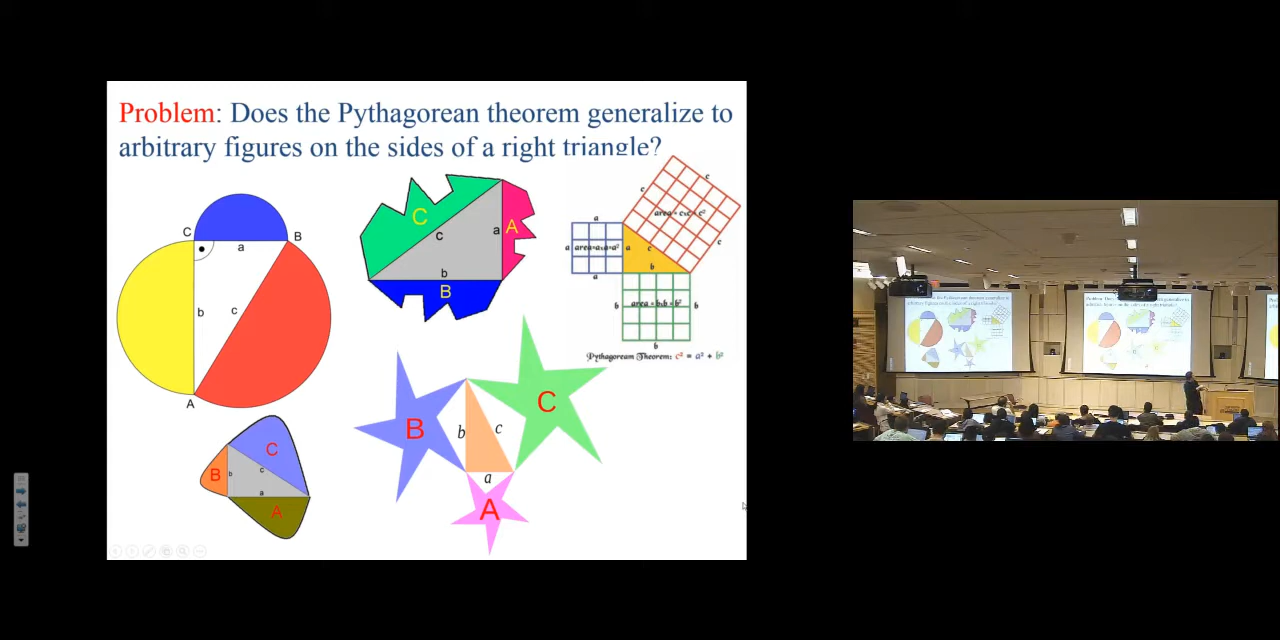 Problem: Does the Pythagorean theorem generalize to
arbitrary figures on the sides of a right triangle?
C
B
a
b
c
A
C
c
a
A
b
B
a
a
area=a×a=a²
a
a
c
c
area = c×c = c²
c
c
b
b
area = b×b = b²
b
b
Pythagorean Theorem: c² = a² + b²
B
b
c
C
a
A
C
B
b
c
a
A